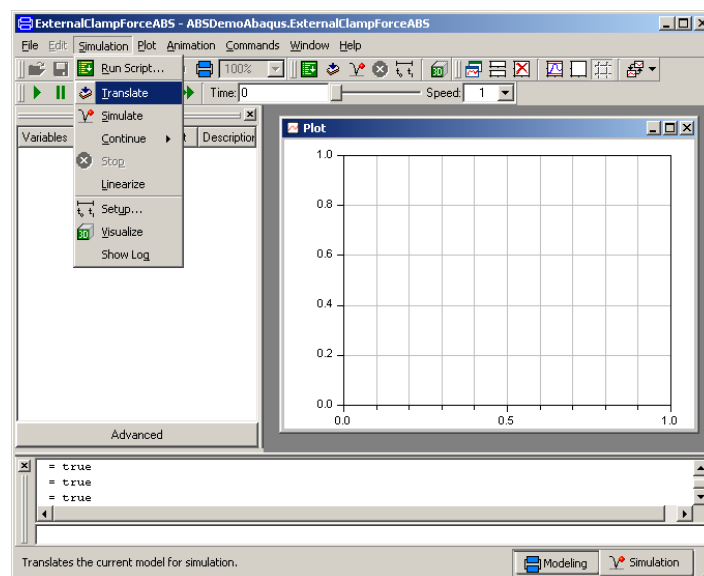 ExternalClampForceABS - ABSDemoAbaqus.ExternalClampForceABS
File Edit Simulation Plot Animation Commands Window Help
Run Script...
100%
Translate
Time: 0
Speed: 1
Simulate
Plot
Variables
Description
Continue
Stop
Linearize
Setup...
Visualize
Show Log
1.0
0.8
0.6
0.4
0.2
0.0
0.0 0.5 1.0
Advanced
= true
= true
= true
Translates the current model for simulation.
Modeling
Simulation